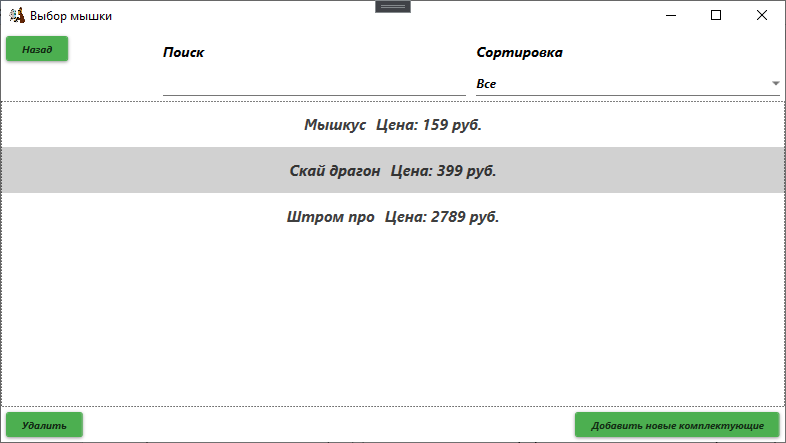 Выбор мышки
Назад
Поиск
Сортировка
Все
Мышкус Цена: 159 руб.
Скай драгон Цена: 399 руб.
Штром про Цена: 2789 руб.
Удалить
Добавить новые комплектующие